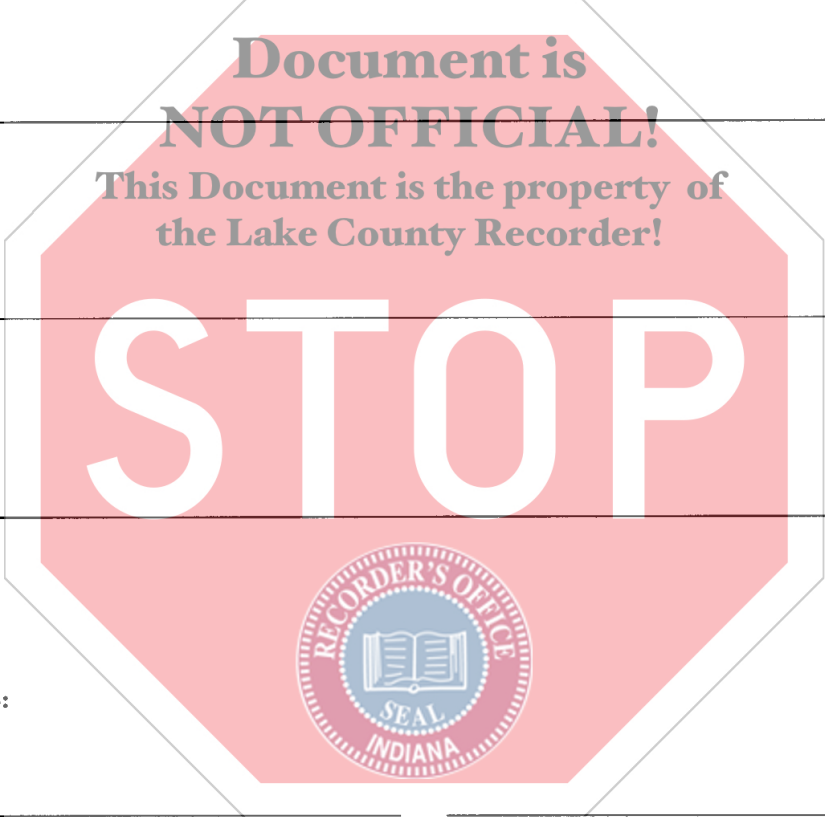 Document is
NOT OFFICIAL!
This Document is the property of
the Lake County Recorder!
STOP
RECORDER'S OFFICE
SEAL
INDIANA
: